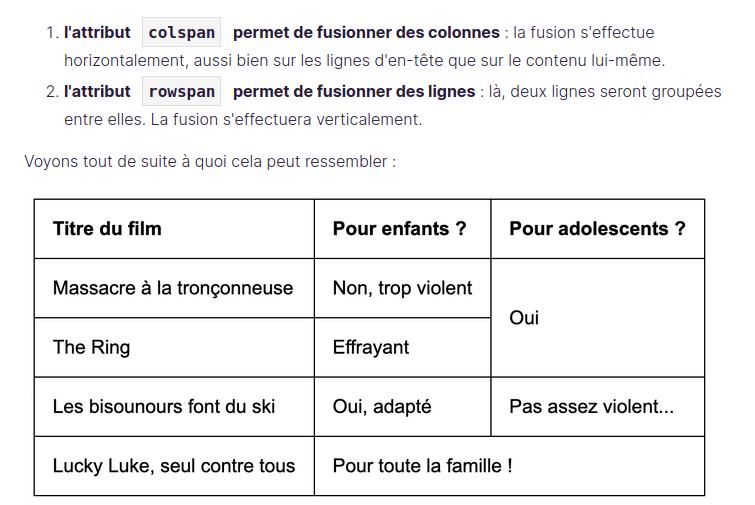 1. l'attribut colspan permet de fusionner des colonnes : la fusion s'effectue
horizontalement, aussi bien sur les lignes d'en-tête que sur le contenu lui-même.
2. l'attribut rowspan permet de fusionner des lignes : là, deux lignes seront groupées
entre elles. La fusion s'effectuera verticalement.
Voyons tout de suite à quoi cela peut ressembler :
Titre du film Pour enfants ? Pour adolescents ?
Massacre à la tronçonneuse Non, trop violent
Oui
The Ring Effrayant
Les bisounours font du ski Oui, adapté Pas assez violent...
Lucky Luke, seul contre tous Pour toute la famille !